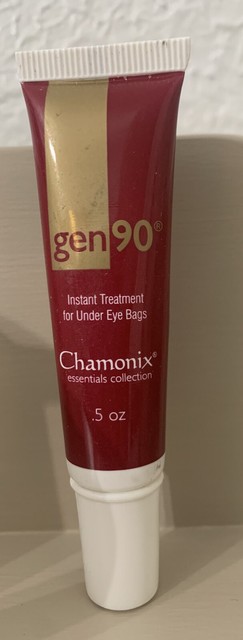 gen90®
Instant Treatment
for Under Eye Bags
Chamonix®
essentials collection
.5 oz